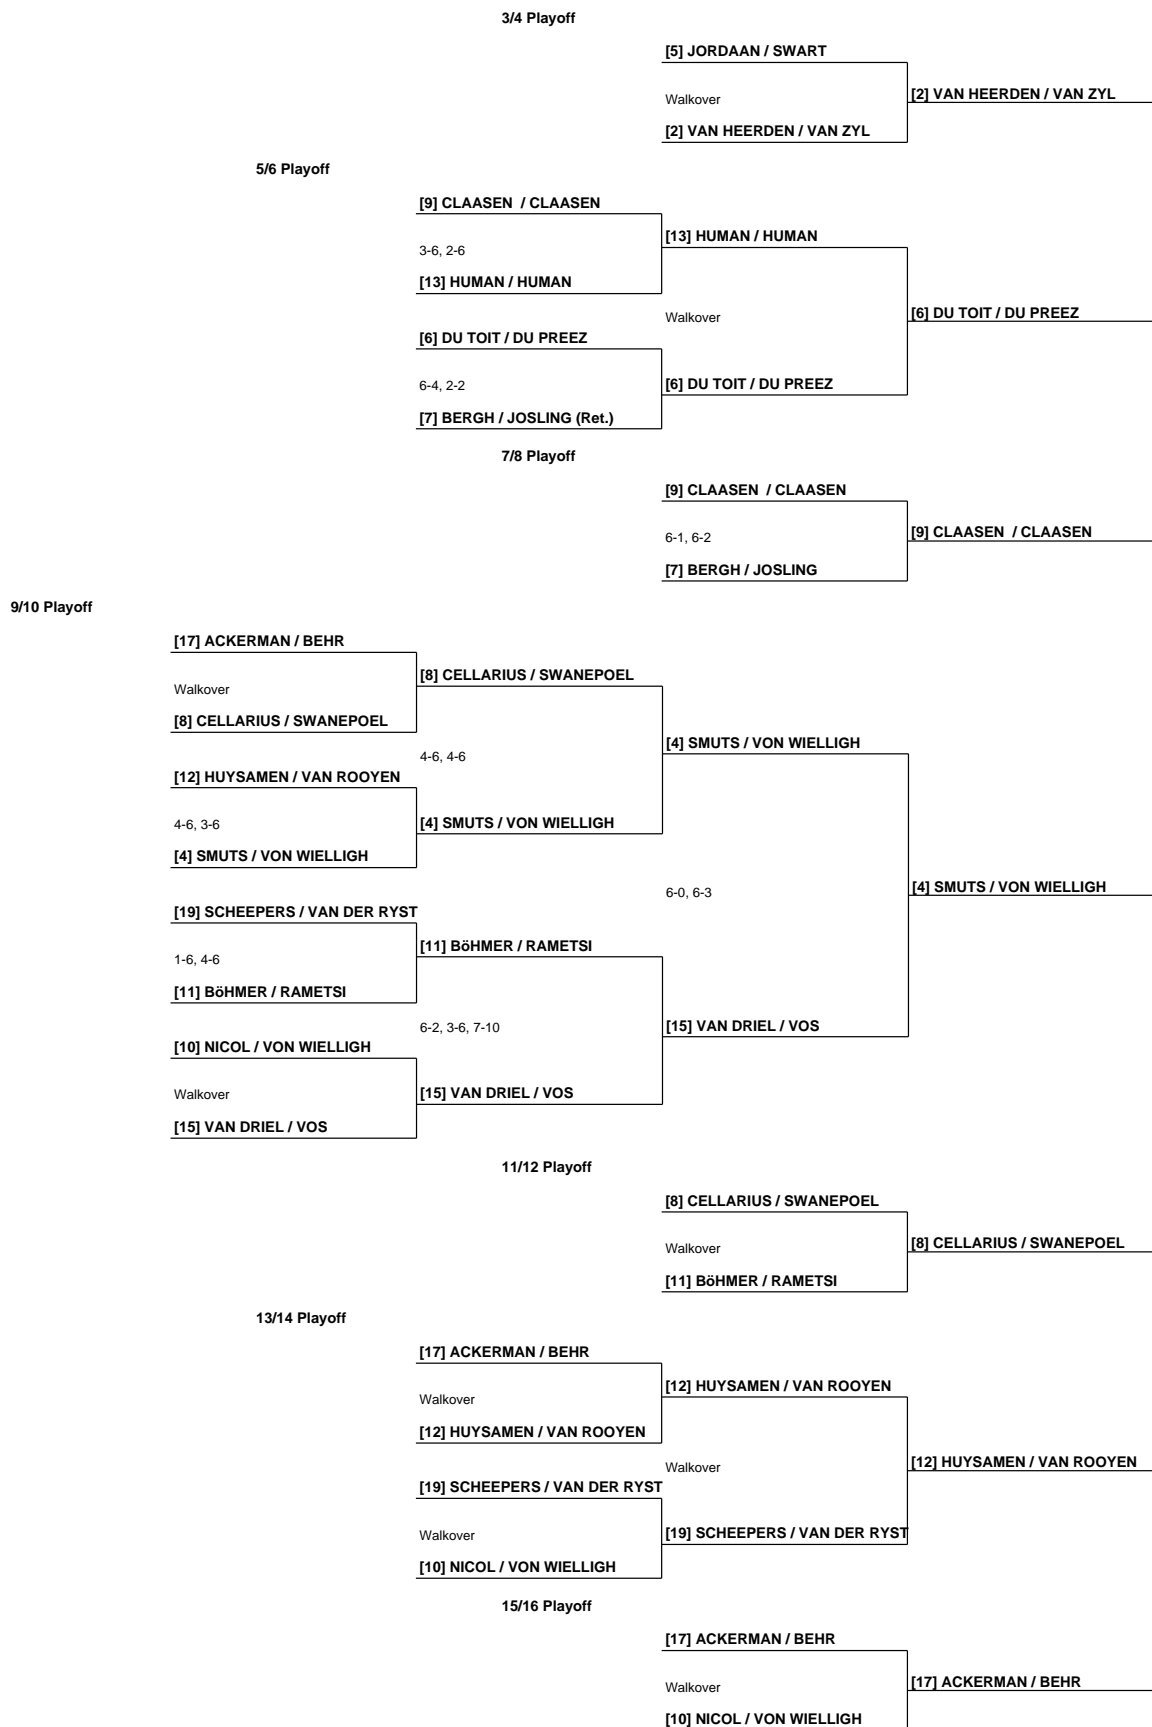 3/4 Playoff
[5] JORDAAN / SWART
Walkover
[2] VAN HEERDEN / VAN ZYL
[2] VAN HEERDEN / VAN ZYL
5/6 Playoff
[9] CLAASEN / CLAASEN
3-6, 2-6
[13] HUMAN / HUMAN
[13] HUMAN / HUMAN
Walkover
[6] DU TOIT / DU PREEZ
[6] DU TOIT / DU PREEZ
6-4, 2-2
[6] DU TOIT / DU PREEZ
[7] BERGH / JOSLING (Ret.)
7/8 Playoff
[9] CLAASEN / CLAASEN
6-1, 6-2
[9] CLAASEN / CLAASEN
[7] BERGH / JOSLING
9/10 Playoff
[17] ACKERMAN / BEHR
Walkover
[8] CELLARIUS / SWANEPOEL
[8] CELLARIUS / SWANEPOEL
4-6, 4-6
[4] SMUTS / VON WIELLIGH
[12] HUYSAMEN / VAN ROOYEN
4-6, 3-6
[4] SMUTS / VON WIELLIGH
[4] SMUTS / VON WIELLIGH
6-0, 6-3
[4] SMUTS / VON WIELLIGH
[19] SCHEEPERS / VAN DER RYST
1-6, 4-6
[11] BöHMER / RAMETSI
[11] BöHMER / RAMETSI
6-2, 3-6, 7-10
[15] VAN DRIEL / VOS
[10] NICOL / VON WIELLIGH
Walkover
[15] VAN DRIEL / VOS
[15] VAN DRIEL / VOS
11/12 Playoff
[8] CELLARIUS / SWANEPOEL
Walkover
[8] CELLARIUS / SWANEPOEL
[11] BöHMER / RAMETSI
13/14 Playoff
[17] ACKERMAN / BEHR
Walkover
[12] HUYSAMEN / VAN ROOYEN
[12] HUYSAMEN / VAN ROOYEN
Walkover
[12] HUYSAMEN / VAN ROOYEN
[19] SCHEEPERS / VAN DER RYST
Walkover
[19] SCHEEPERS / VAN DER RYST
[10] NICOL / VON WIELLIGH
15/16 Playoff
[17] ACKERMAN / BEHR
Walkover
[17] ACKERMAN / BEHR
[10] NICOL / VON WIELLIGH